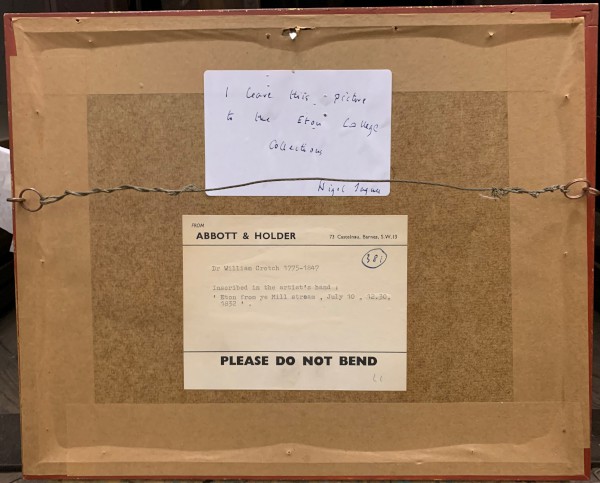 I leave this picture
to the Eton College
Collections
Nigel Jaques
FROM
ABBOTT & HOLDER 73 Castelnau, Barnes, S.W.13
381
Dr William Crotch 1775-1847
inscribed in the artist's hand :
' Eton from ye Mill stream , July 10 , 12.30,
1832 ' .
PLEASE DO NOT BEND